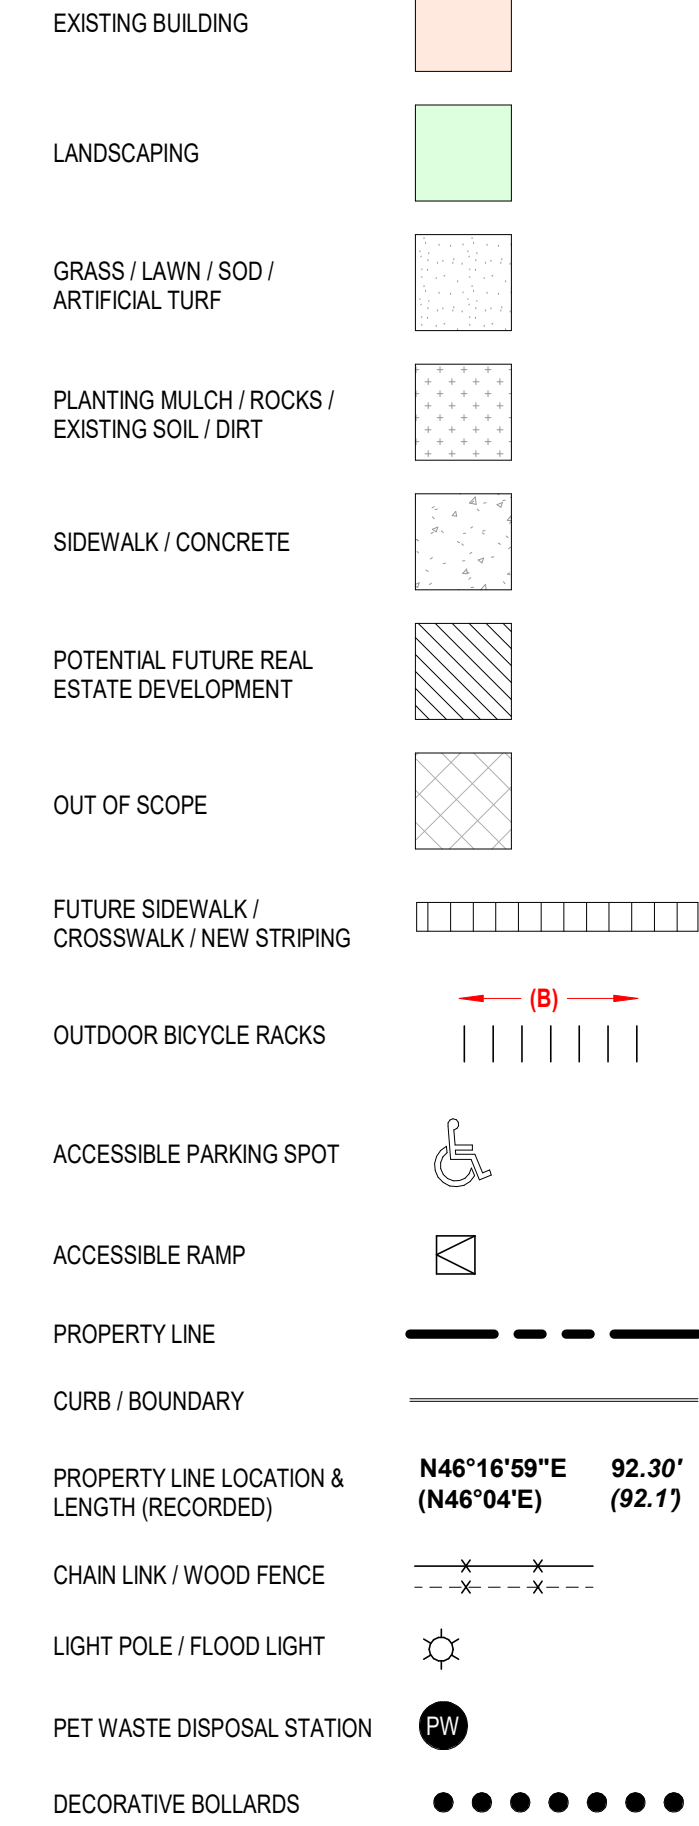 EXISTING BUILDING
LANDSCAPING
GRASS / LAWN / SOD /
ARTIFICIAL TURF
PLANTING MULCH / ROCKS /
EXISTING SOIL / DIRT
SIDEWALK / CONCRETE
POTENTIAL FUTURE REAL
ESTATE DEVELOPMENT
OUT OF SCOPE
FUTURE SIDEWALK /
CROSSWALK / NEW STRIPING
(B)
OUTDOOR BICYCLE RACKS
ACCESSIBLE PARKING SPOT
ACCESSIBLE RAMP
PROPERTY LINE
CURB / BOUNDARY
PROPERTY LINE LOCATION &
LENGTH (RECORDED)
N46°16'59"E 92.30'
(N46°04'E) (92.1')
CHAIN LINK / WOOD FENCE
LIGHT POLE / FLOOD LIGHT
PET WASTE DISPOSAL STATION PW
DECORATIVE BOLLARDS